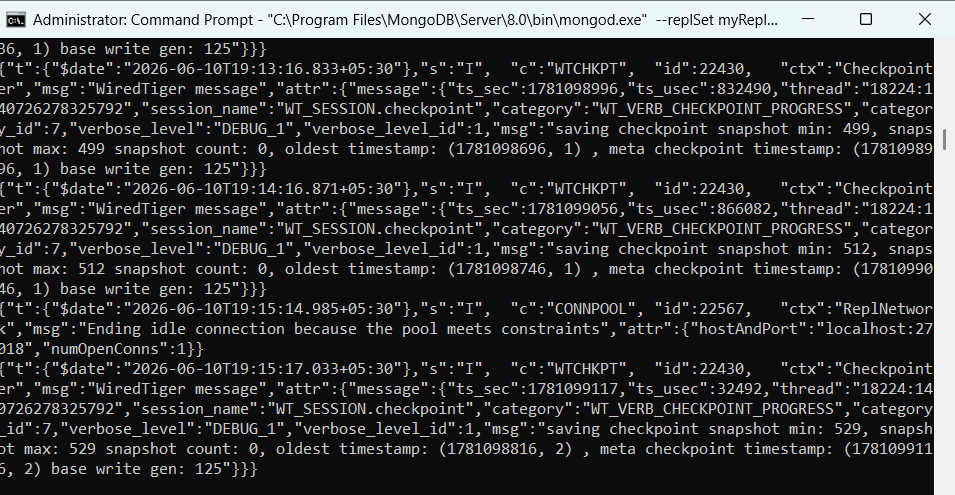 Administrator: Command Prompt - "C:\Program Files\MongoDB\Server\8.0\bin\mongod.exe"  --replSet myRepl...
36, 1) base write gen: 125"}}}
{"t":{"$date":"2026-06-10T19:13:16.833+05:30"},"s":"I",  "c":"WTCHKPT",  "id":22430,   "ctx":"Checkpoint
er","msg":"WiredTiger message","attr":{"message":{"ts_sec":1781098996,"ts_usec":832490,"thread":"18224:1
40726278325792","session_name":"WT_SESSION.checkpoint","category":"WT_VERB_CHECKPOINT_PROGRESS","categor
y_id":7,"verbose_level":"DEBUG_1","verbose_level_id":1,"msg":"saving checkpoint snapshot min: 499, snaps
hot max: 499 snapshot count: 0, oldest timestamp: (1781098696, 1) , meta checkpoint timestamp: (17810989
96, 1) base write gen: 125"}}}
{"t":{"$date":"2026-06-10T19:14:16.871+05:30"},"s":"I",  "c":"WTCHKPT",  "id":22430,   "ctx":"Checkpoint
er","msg":"WiredTiger message","attr":{"message":{"ts_sec":1781099056,"ts_usec":866082,"thread":"18224:1
40726278325792","session_name":"WT_SESSION.checkpoint","category":"WT_VERB_CHECKPOINT_PROGRESS","categor
y_id":7,"verbose_level":"DEBUG_1","verbose_level_id":1,"msg":"saving checkpoint snapshot min: 512, snaps
hot max: 512 snapshot count: 0, oldest timestamp: (1781098746, 1) , meta checkpoint timestamp: (17810990
46, 1) base write gen: 125"}}}
{"t":{"$date":"2026-06-10T19:15:14.985+05:30"},"s":"I",  "c":"CONNPOOL", "id":22567,   "ctx":"ReplNetwor
k","msg":"Ending idle connection because the pool meets constraints","attr":{"hostAndPort":"localhost:27
018","numOpenConns":1}}
{"t":{"$date":"2026-06-10T19:15:17.033+05:30"},"s":"I",  "c":"WTCHKPT",  "id":22430,   "ctx":"Checkpoint
er","msg":"WiredTiger message","attr":{"message":{"ts_sec":1781099117,"ts_usec":32492,"thread":"18224:14
0726278325792","session_name":"WT_SESSION.checkpoint","category":"WT_VERB_CHECKPOINT_PROGRESS","category
_id":7,"verbose_level":"DEBUG_1","verbose_level_id":1,"msg":"saving checkpoint snapshot min: 529, snapsh
ot max: 529 snapshot count: 0, oldest timestamp: (1781098816, 2) , meta checkpoint timestamp: (178109911
6, 2) base write gen: 125"}}}